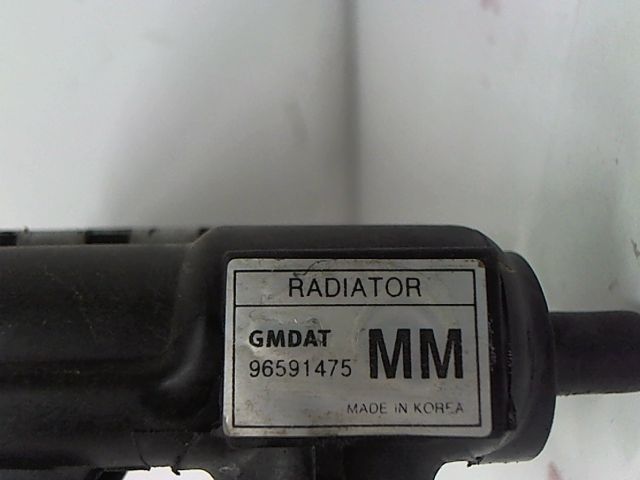 RADIATOR
GMDAT
96591475
MM
MADE IN KOREA